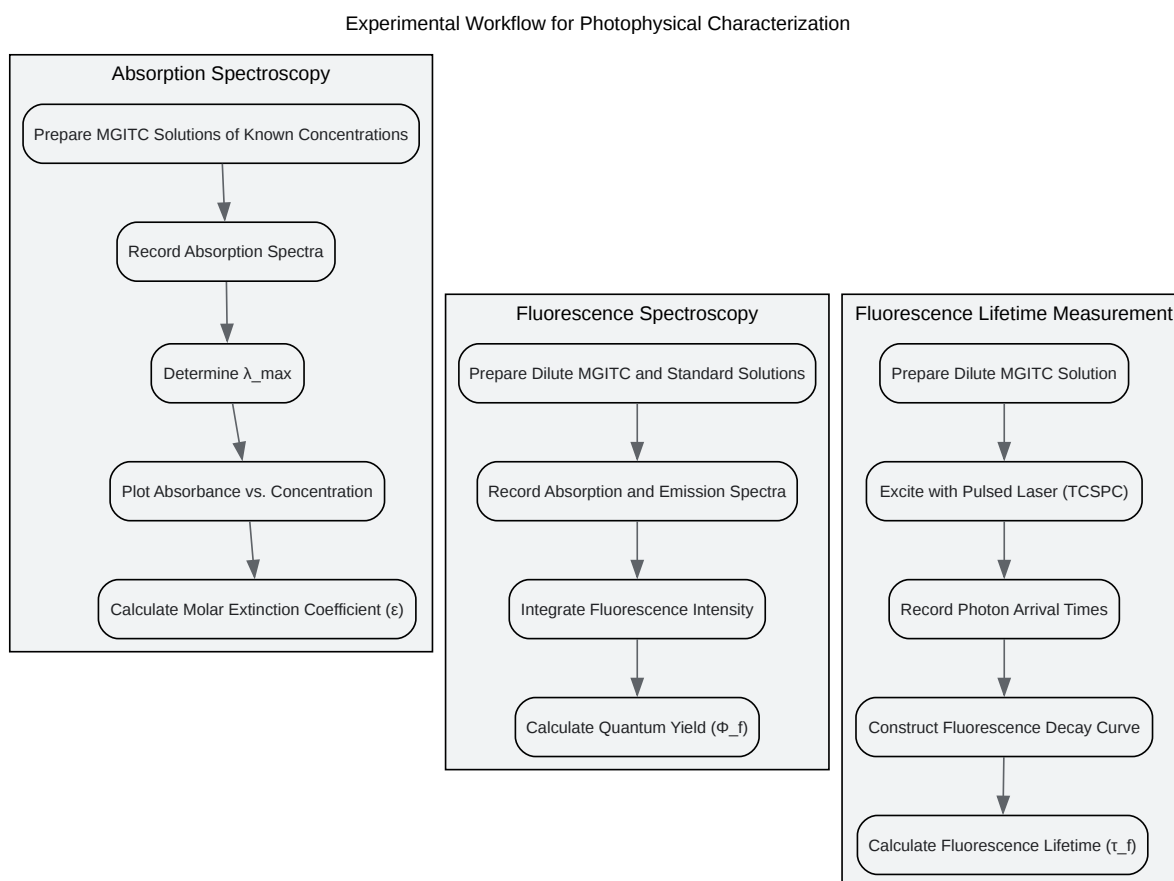 Experimental Workflow for Photophysical Characterization
Absorption Spectroscopy
Prepare MGITC Solutions of Known Concentrations
Record Absorption Spectra
Determine λ_max
Plot Absorbance vs. Concentration
Calculate Molar Extinction Coefficient (ε)
Fluorescence Spectroscopy
Prepare Dilute MGITC and Standard Solutions
Record Absorption and Emission Spectra
Integrate Fluorescence Intensity
Calculate Quantum Yield (Φ_f)
Fluorescence Lifetime Measurement
Prepare Dilute MGITC Solution
Excite with Pulsed Laser (TCSPC)
Record Photon Arrival Times
Construct Fluorescence Decay Curve
Calculate Fluorescence Lifetime (τ_f)